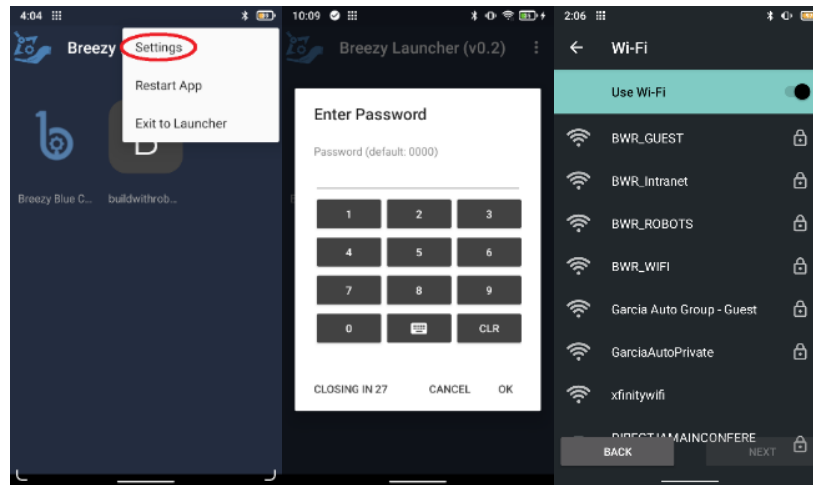 4:04
Breezy
Settings
Restart App
Exit to Launcher
b
B
Breezy Blue C...
buildwithrob...
10:09
Breezy Launcher (v0.2)
Enter Password
Password (default: 0000)
1 2 3
4 5 6
7 8 9
0 CLR
CLOSING IN 27 CANCEL OK
2:06
Wi-Fi
Use Wi-Fi
BWR_GUEST
BWR_Intranet
BWR_ROBOTS
BWR_WIFI
Garcia Auto Group - Guest
GarciaAutoPrivate
xfinitywifi
BACK NEXT